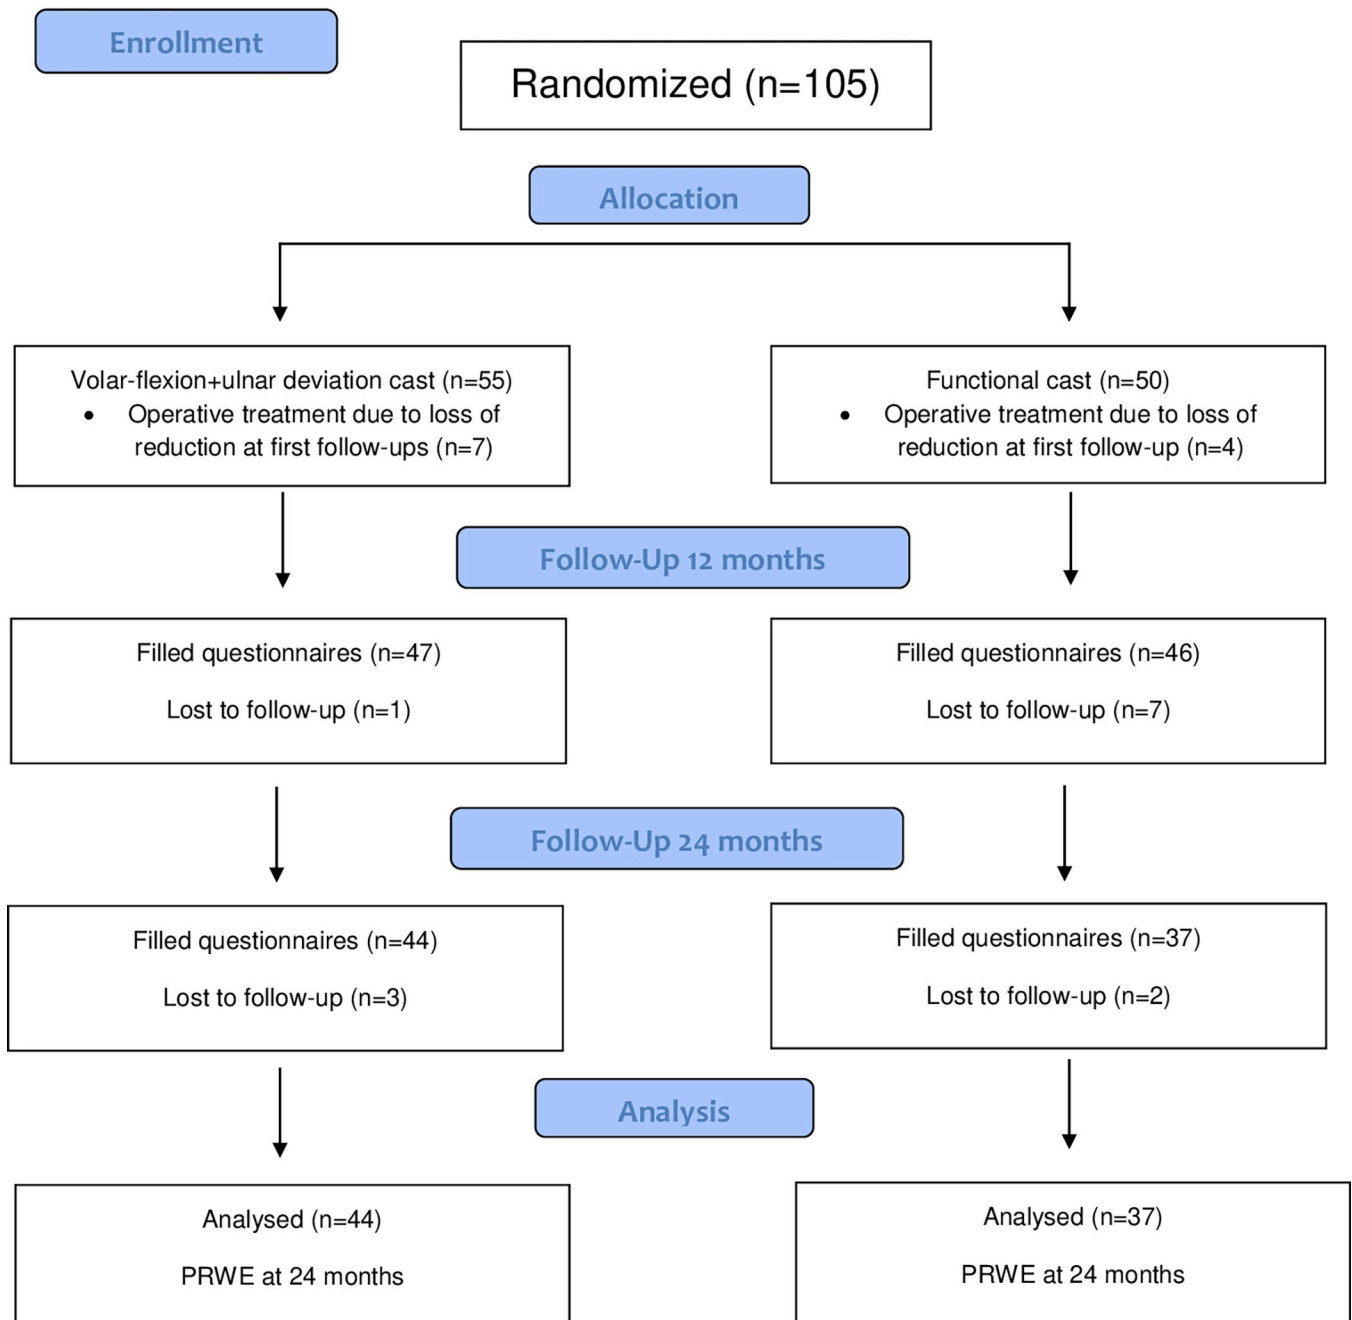 Enrollment
Randomized (n=105)
Allocation
Volar-flexion+ulnar deviation cast (n=55)
• Operative treatment due to loss of
reduction at first follow-ups (n=7)
Functional cast (n=50)
• Operative treatment due to loss of
reduction at first follow-up (n=4)
Follow-Up 12 months
Filled questionnaires (n=47)
Lost to follow-up (n=1)
Filled questionnaires (n=46)
Lost to follow-up (n=7)
Follow-Up 24 months
Filled questionnaires (n=44)
Lost to follow-up (n=3)
Filled questionnaires (n=37)
Lost to follow-up (n=2)
Analysis
Analysed (n=44)
PRWE at 24 months
Analysed (n=37)
PRWE at 24 months